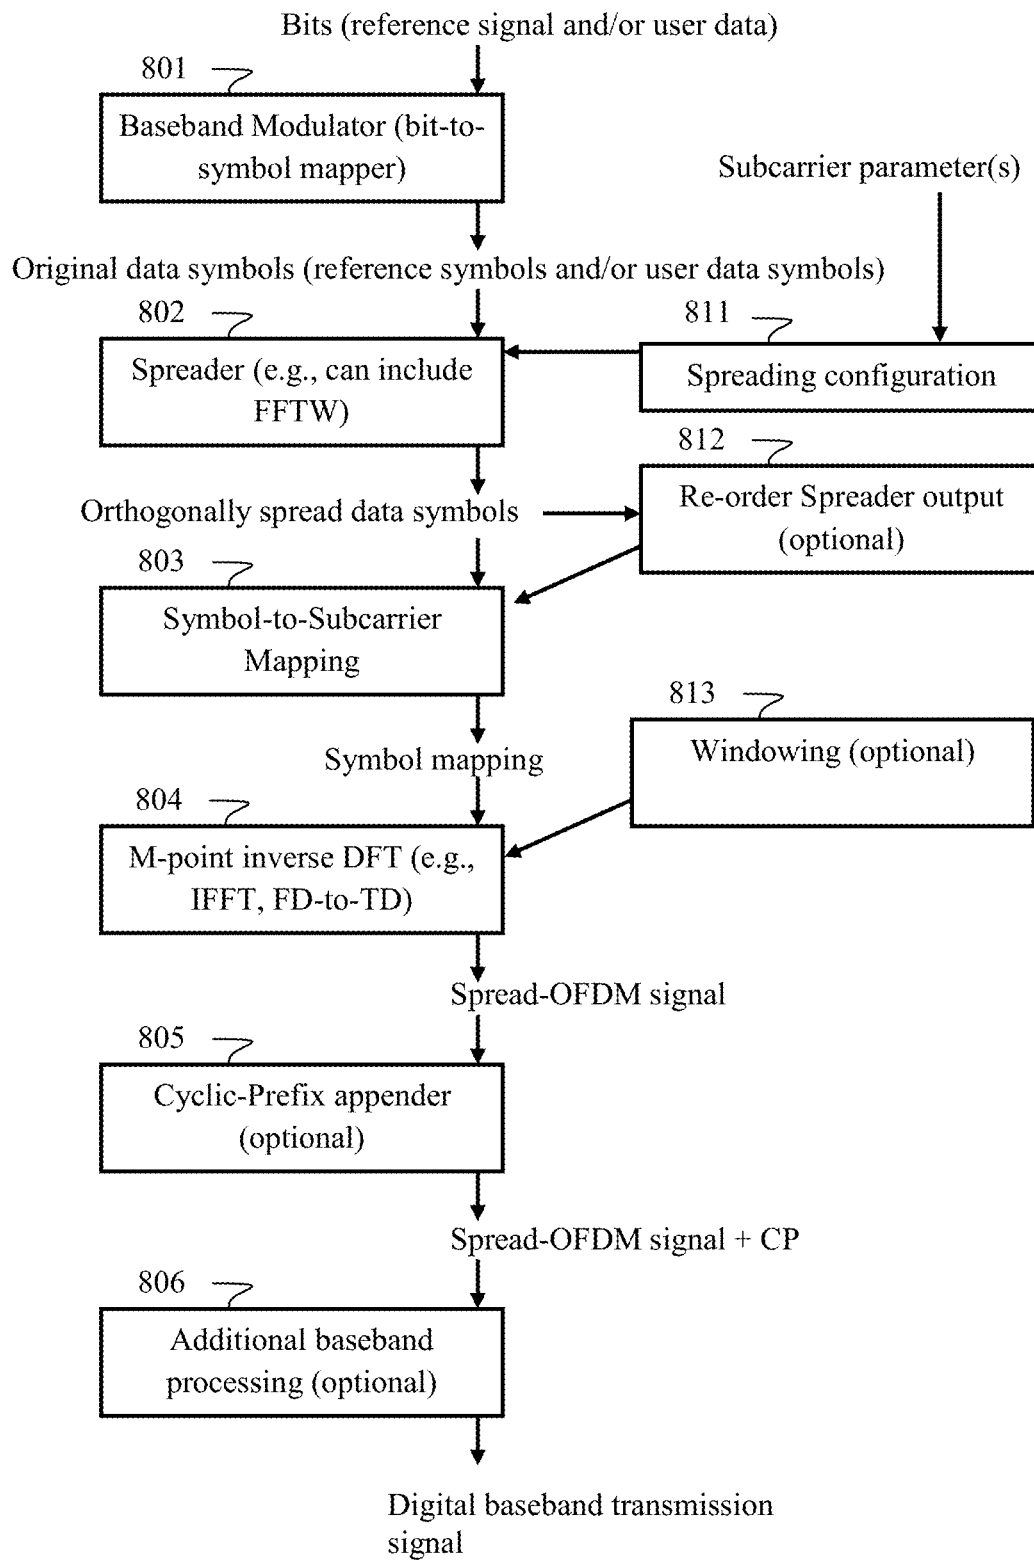 Bits (reference signal and/or user data)
801
Baseband Modulator (bit-to-
symbol mapper)
Subcarrier parameter(s)
Original data symbols (reference symbols and/or user data symbols)
802
Spreader (e.g., can include
FFTW)
811
Spreading configuration
812
Re-order Spreader output
(optional)
Orthogonally spread data symbols
803
Symbol-to-Subcarrier
Mapping
813
Windowing (optional)
Symbol mapping
804
M-point inverse DFT (e.g.,
IFFT, FD-to-TD)
Spread-OFDM signal
805
Cyclic-Prefix appender
(optional)
Spread-OFDM signal + CP
806
Additional baseband
processing (optional)
Digital baseband transmission
signal